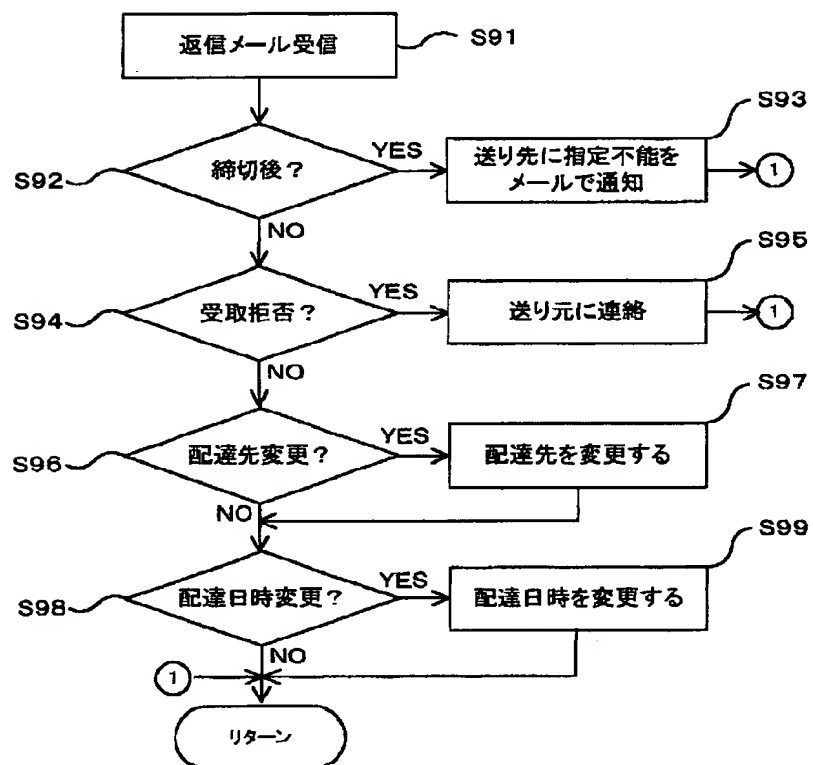 返信メール受信
S91
S92
締切後？
YES
送り先に指定不能を
メールで通知
S93
1
NO
S94
受取拒否？
YES
送り元に連絡
S95
1
NO
S96
配達先変更？
YES
配達先を変更する
S97
NO
S98
配達日時変更？
YES
配達日時を変更する
S99
NO
1
リターン